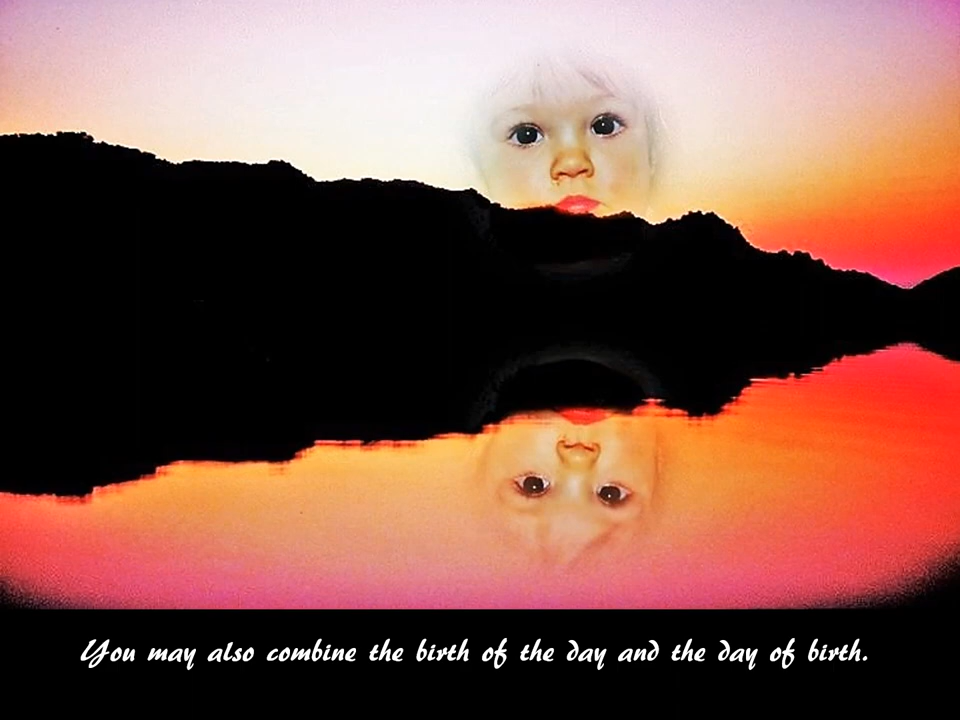 You may also combine the birth of the day and the day of birth.